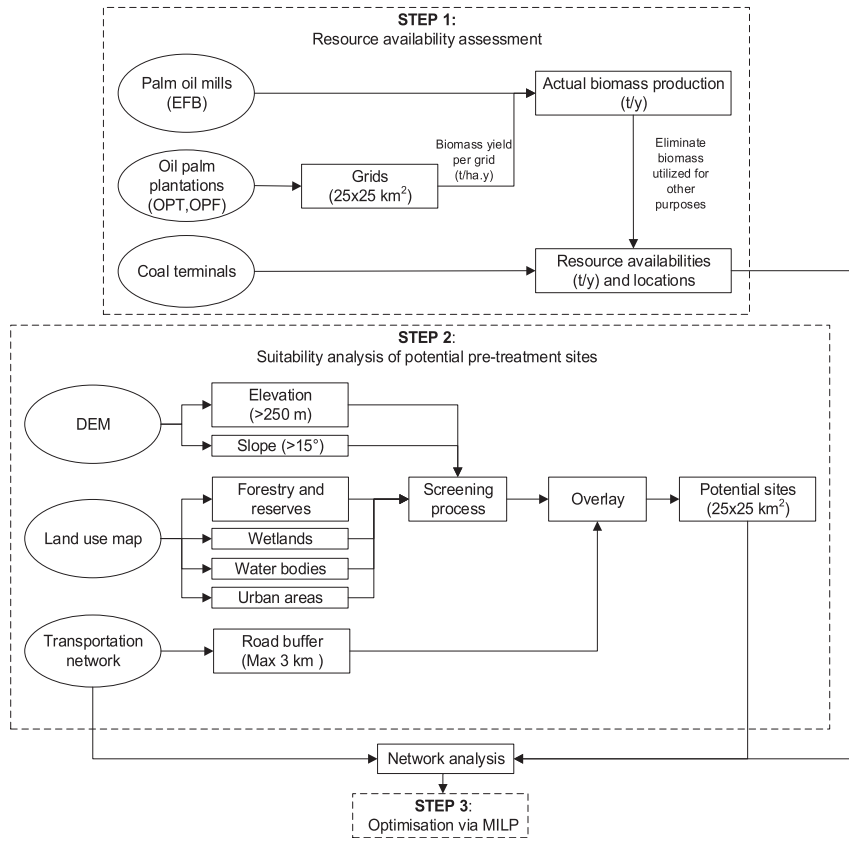 STEP 1:
Resource availability assessment
Palm oil mills
(EFB)
Actual biomass production
(t/y)
Biomass yield
per grid
(t/ha.y)
Eliminate
biomass
utilized for
other
purposes
Oil palm
plantations
(OPT,OPF)
Grids
(25x25 km²)
Coal terminals
Resource availabilities
(t/y) and locations
STEP 2:
Suitability analysis of potential pre-treatment sites
DEM
Elevation
(>250 m)
Slope (>15°)
Land use map
Forestry and
reserves
Wetlands
Water bodies
Urban areas
Screening
process
Overlay
Potential sites
(25x25 km²)
Transportation
network
Road buffer
(Max 3 km )
Network analysis
STEP 3:
Optimisation via MILP